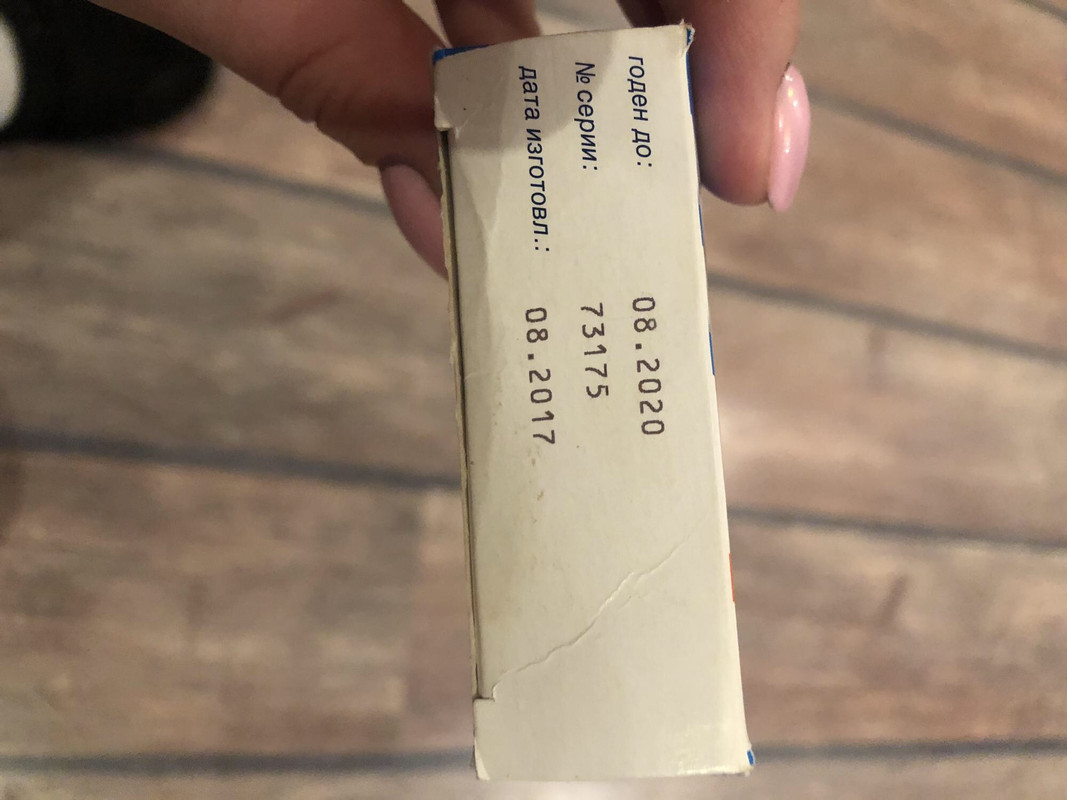 годен до: 08.2020
№ серии: 73175
дата изготовл.: 08.2017